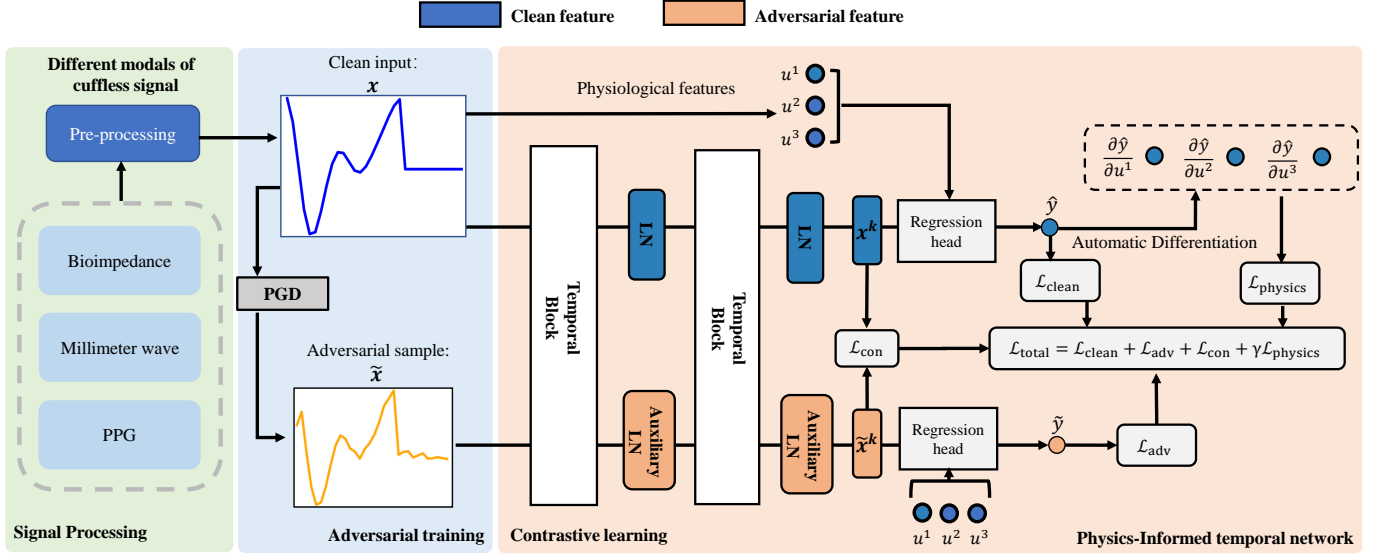 Clean feature
Adversarial feature
Different modals of
cuffless signal
Pre-processing
Bioimpedance
Millimeter wave
PPG
Signal Processing
Clean input:
x
PGD
Adversarial sample:
x̃
Adversarial training
Physiological features
u¹
u²
u³
Temporal
Block
LN
Temporal
Block
LN
xᵏ
Regression
head
ŷ
Automatic Differentiation
∂ŷ
∂u¹
∂ŷ
∂u²
∂ŷ
∂u³
ℒclean
ℒphysics
ℒcon
ℒtotal = ℒclean + ℒadv + ℒcon + γℒphysics
Auxiliary
LN
Auxiliary
LN
x̃ᵏ
Regression
head
ỹ
ℒadv
u¹ u² u³
Contrastive learning
Physics-Informed temporal network